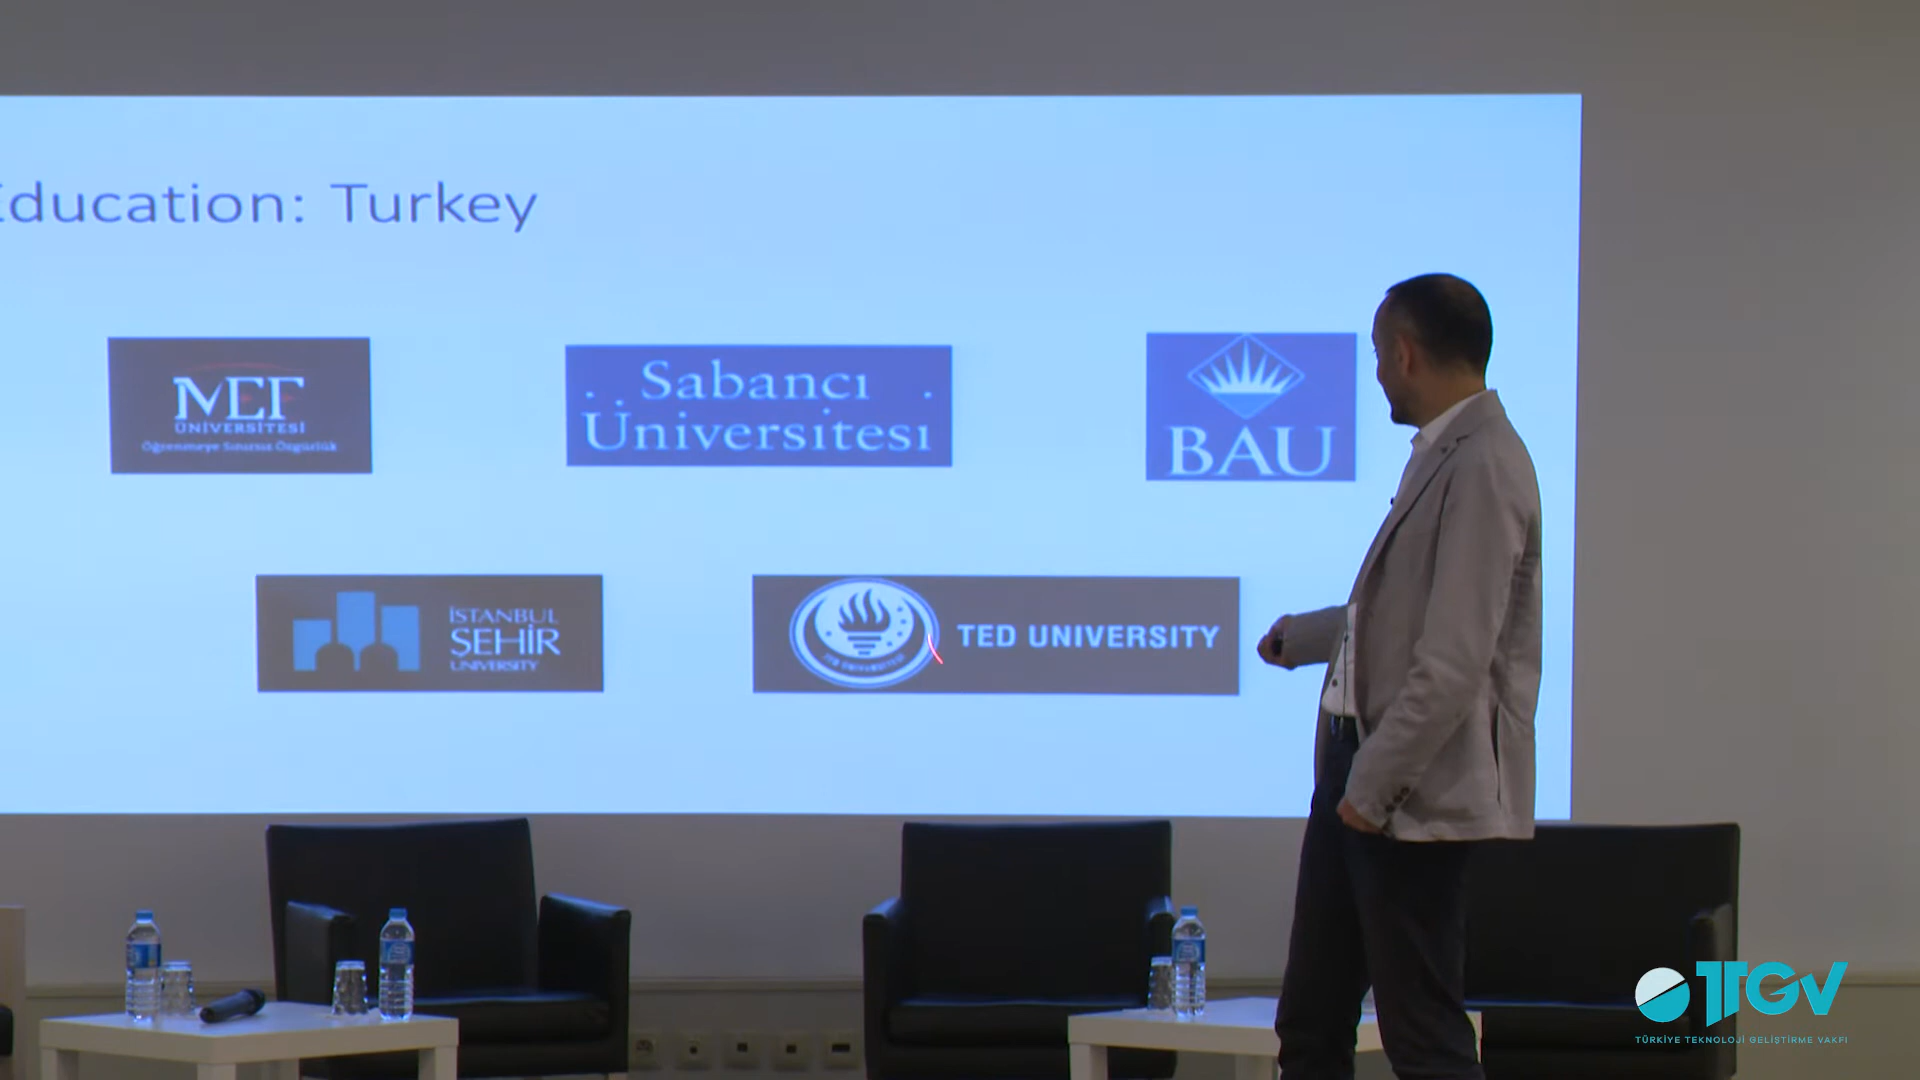 Education: Turkey
MEF
ÜNİVERSİTESİ
Öğrenmeye Sınırsız Özgürlük
Sabancı
Üniversitesi
BAU
İSTANBUL
ŞEHİR
UNIVERSITY
TED UNIVERSITY
TTGV
TÜRKİYE TEKNOLOJİ GELİŞTİRME VAKFI